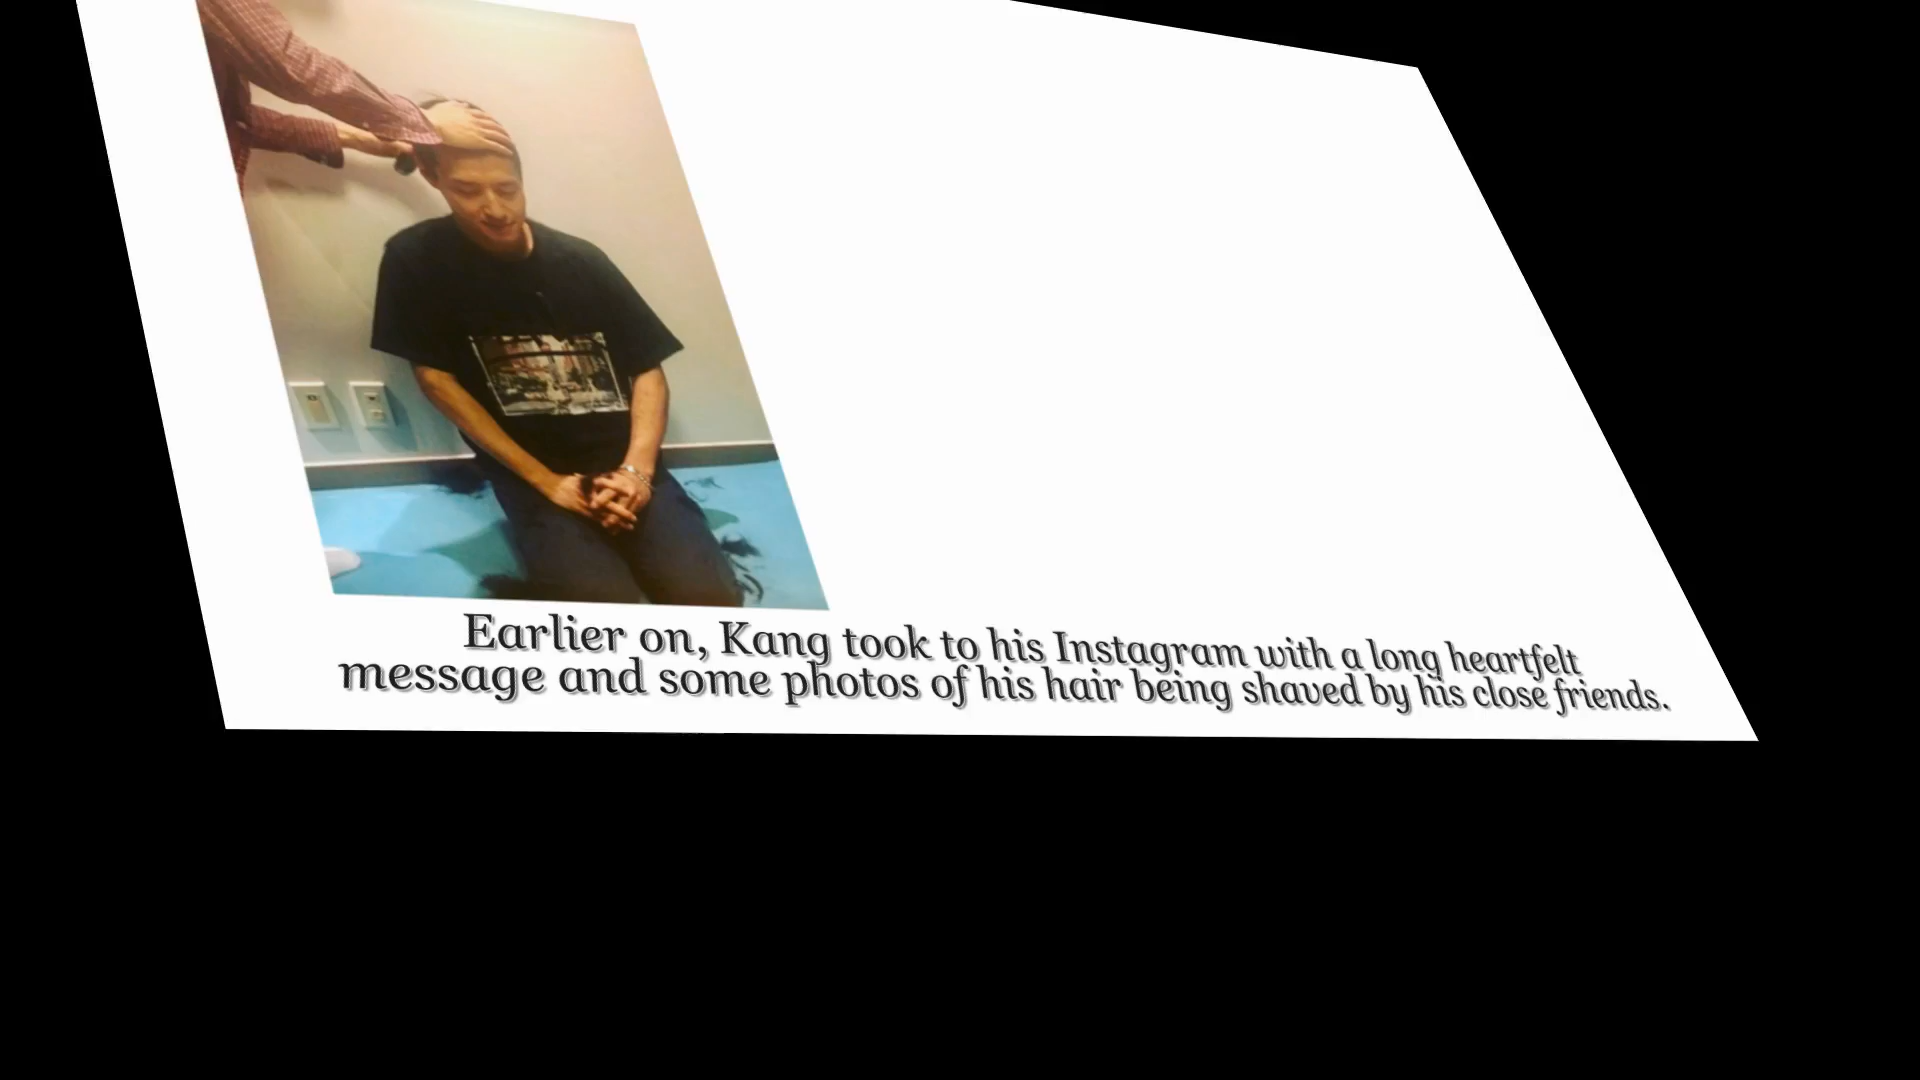 Earlier on, Kang took to his Instagram with a long heartfelt
message and some photos of his hair being shaved by his close friends.